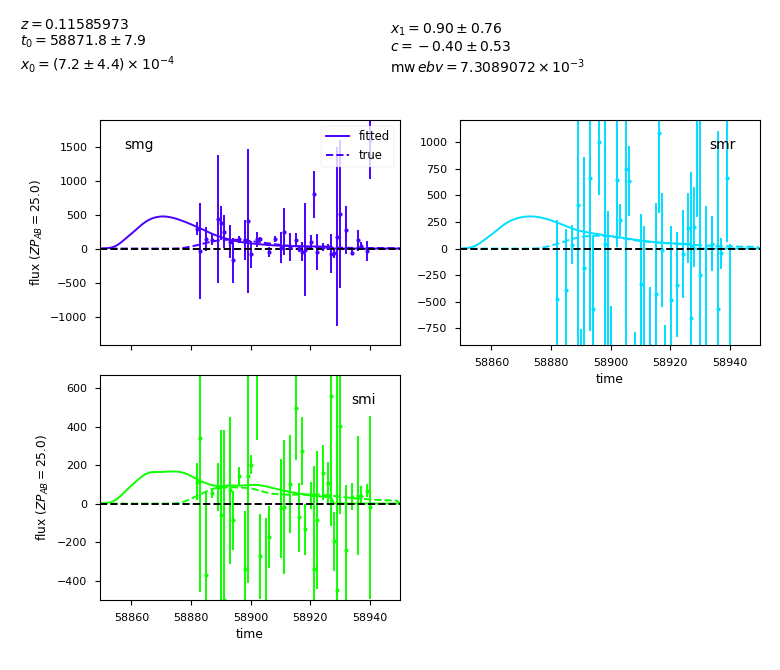 z = 0.11585973
t₀ = 58871.8 ± 7.9
x₀ = (7.2 ± 4.4) × 10⁻⁴
x₁ = 0.90 ± 0.76
c = −0.40 ± 0.53
mw ebv = 7.3089072 × 10⁻³
smg
fitted
true
1500
1000
500
0
−500
−1000
flux (ZP_AB = 25.0)
smr
1000
750
500
250
0
−250
−500
−750
58860 58880 58900 58920 58940
time
smi
600
400
200
0
−200
−400
flux (ZP_AB = 25.0)
58860 58880 58900 58920 58940
time